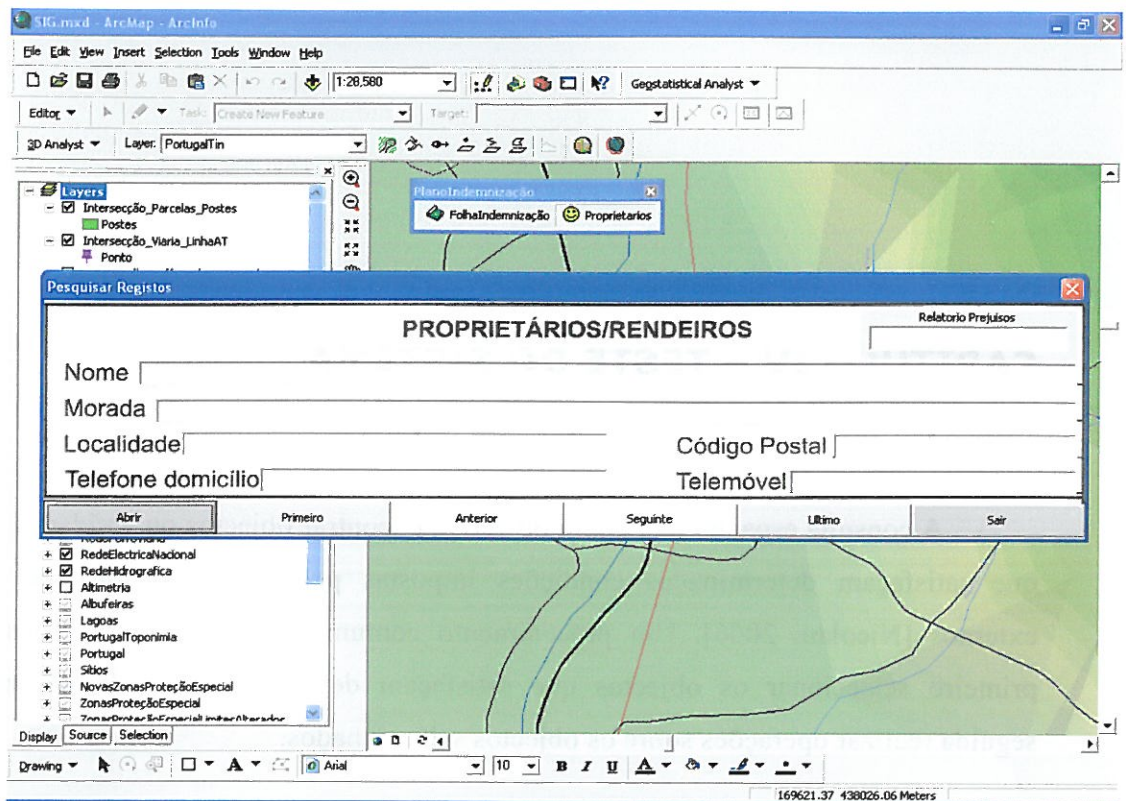 SIG.mxd - ArcMap - ArcInfo
File Edit View Insert Selection Tools Window Help
1:28,580
Geostatistical Analyst
Editor
Task: Create New Feature
Target:
3D Analyst
Layer: PortugalTin
Layers
Intersecção_Parcelas_Postes
Postes
Intersecção_Viaria_LinhaAT
Ponto
PlanoIndemnização
FolhaIndemnização
Proprietarios
Pesquisar Registos
PROPRIETÁRIOS/RENDEIROS
Relatorio Prejuisos
Nome
Morada
Localidade
Código Postal
Telefone domicílio
Telemóvel
Abrir
Primeiro
Anterior
Seguinte
Ultimo
Sair
RedeElectricaNacional
RedeHidrografica
Altimetria
Albufeiras
Lagoas
PortugalToponimia
Portugal
Sitios
NovasZonasProteçãoEspecial
ZonasProteçãoEspecial
Display Source Selection
Drawing
A
Arial
10
B I U A
169621.37 438026.06 Meters